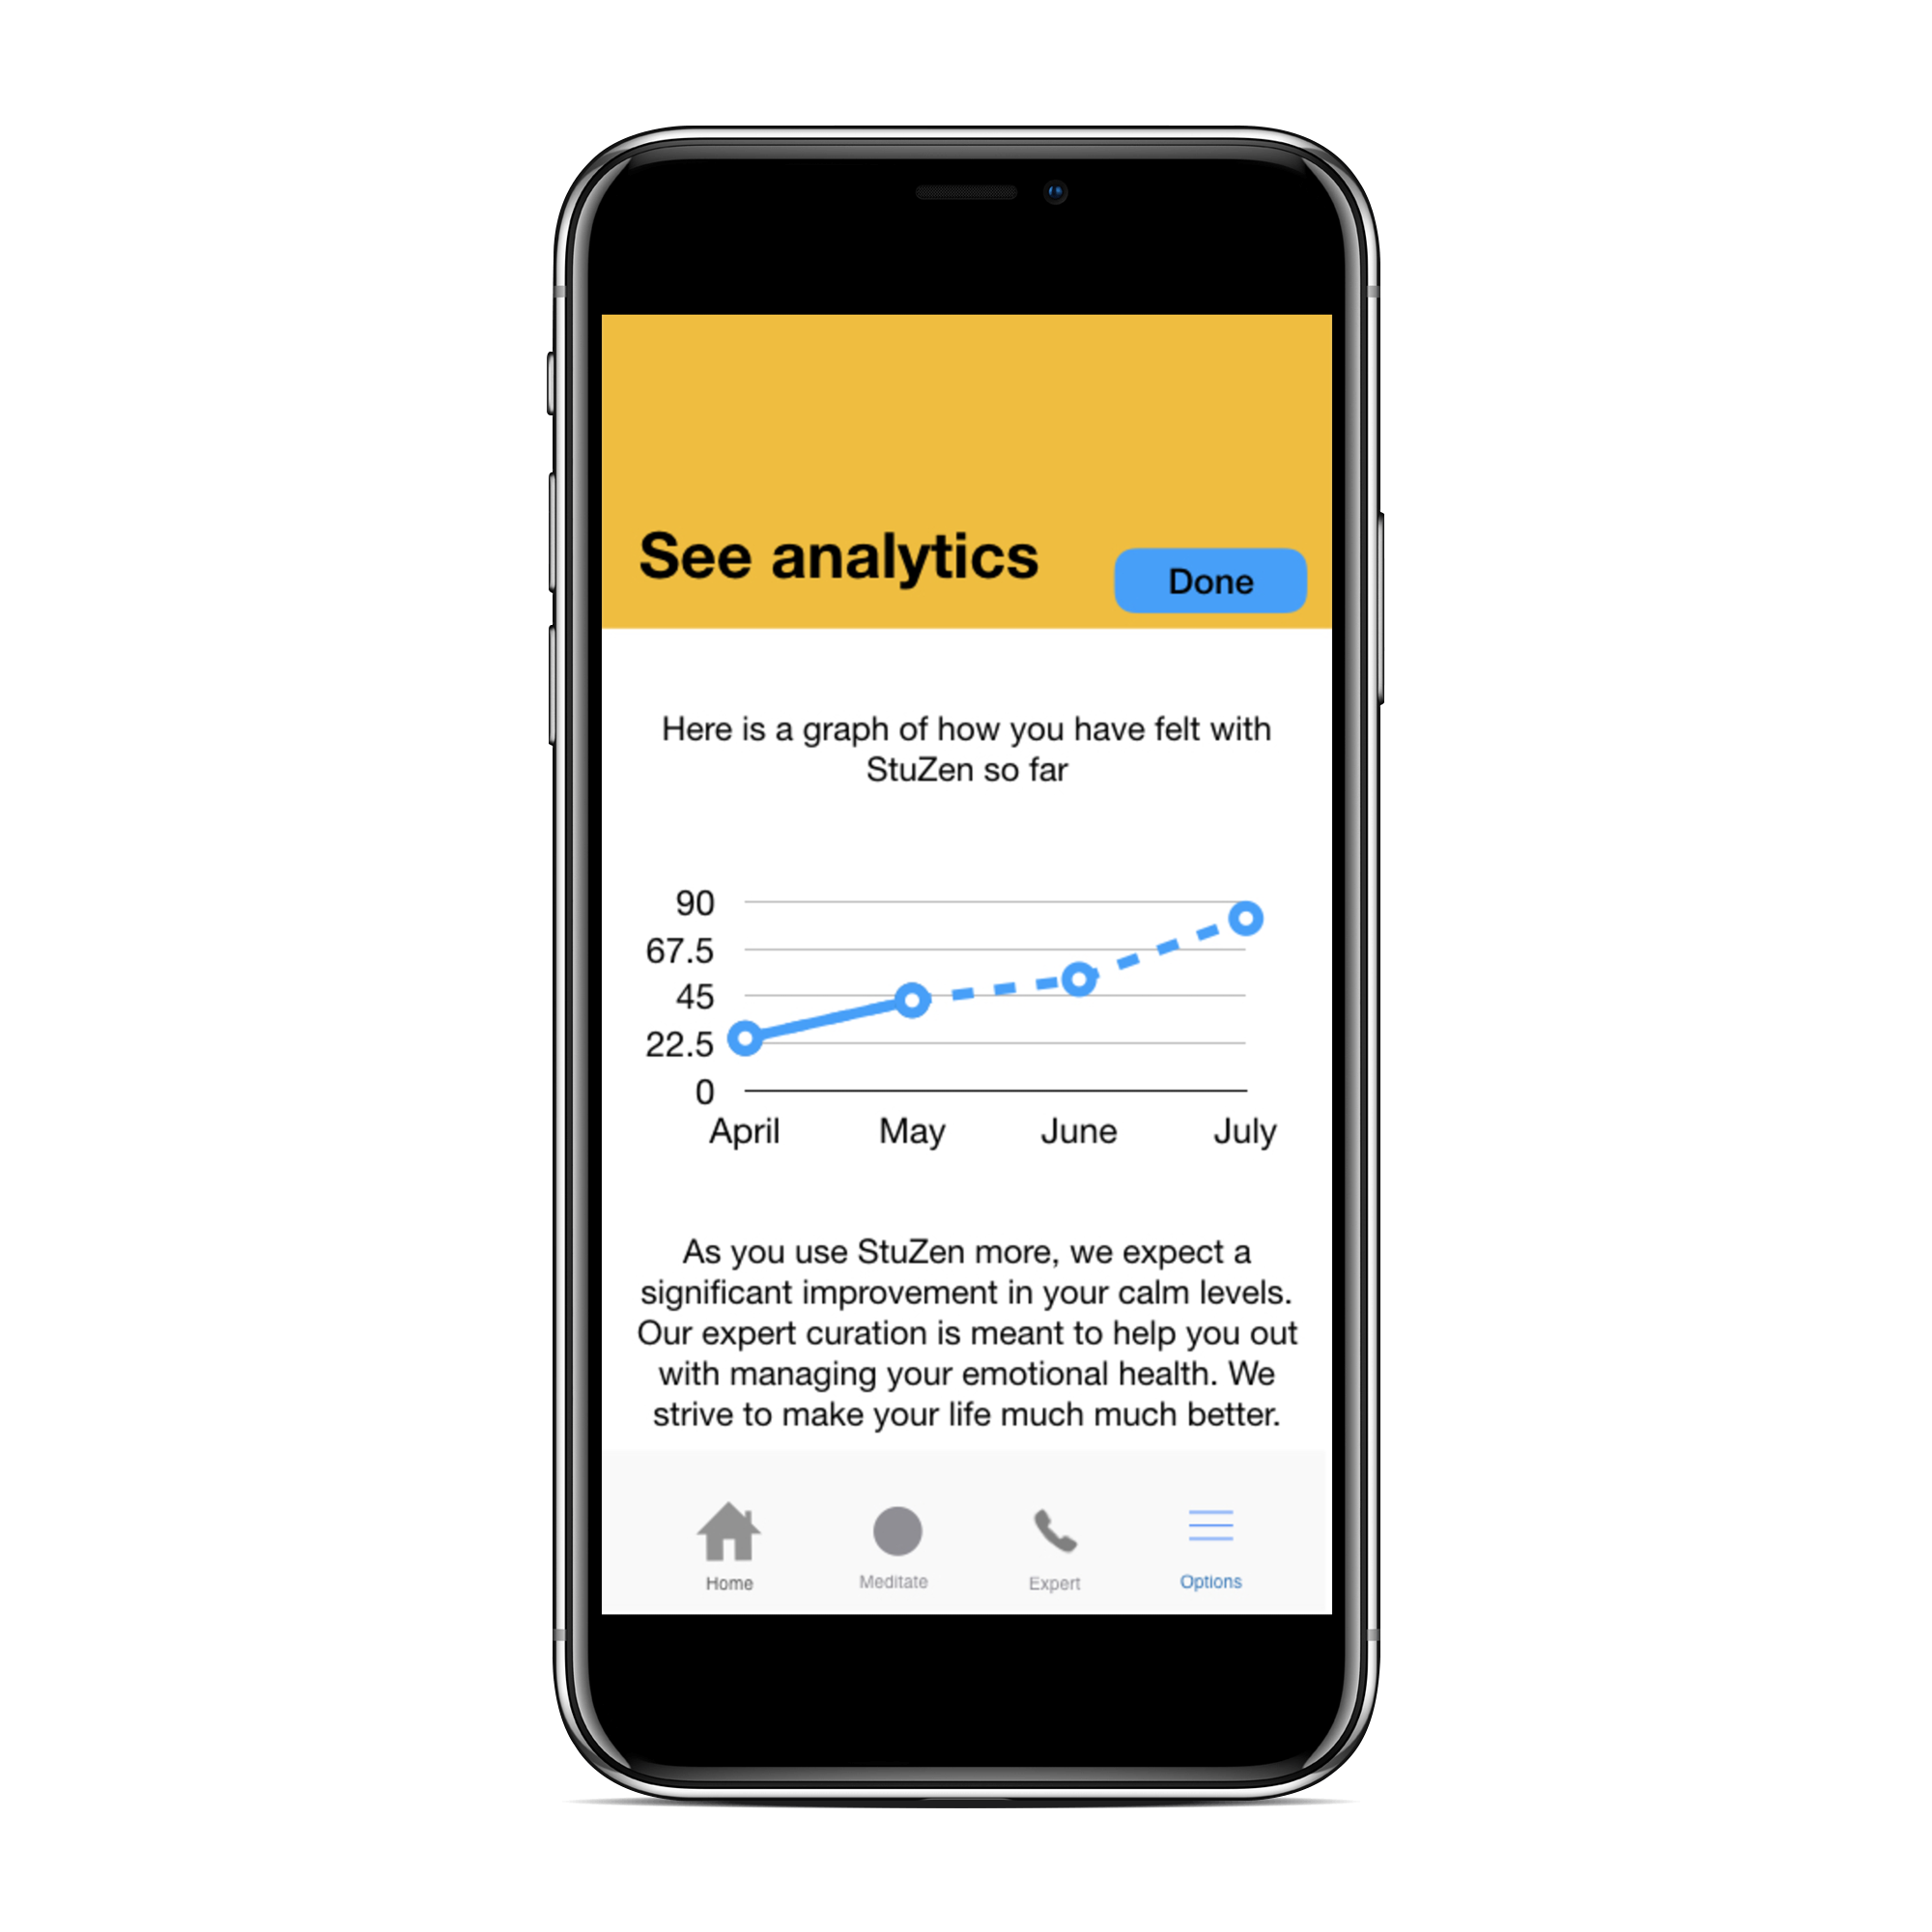 See analytics
Done
Here is a graph of how you have felt with
StuZen so far
90
67.5
45
22.5
0
April May June July
As you use StuZen more, we expect a
significant improvement in your calm levels.
Our expert curation is meant to help you out
with managing your emotional health. We
strive to make your life much much better.
Home Meditate Expert Options